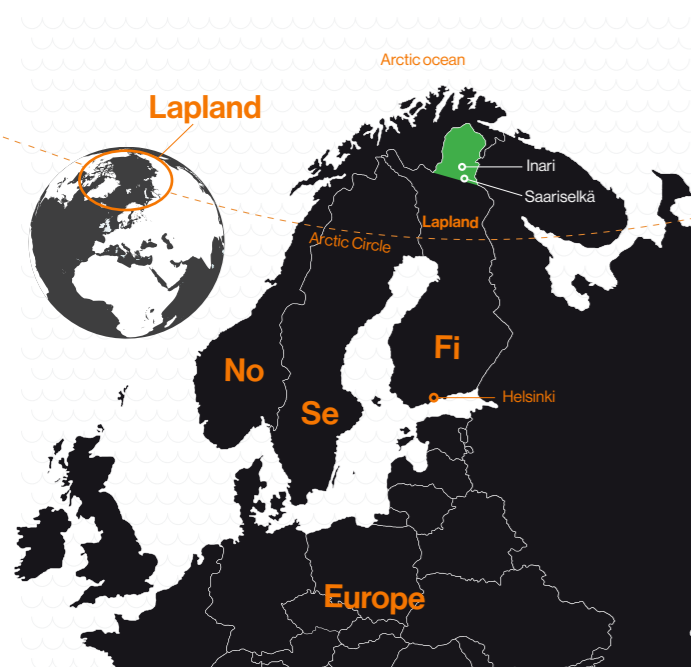 Arctic ocean
Lapland
Inari
Saariselkä
Lapland
Arctic Circle
Fi
No
Helsinki
Se
Europe